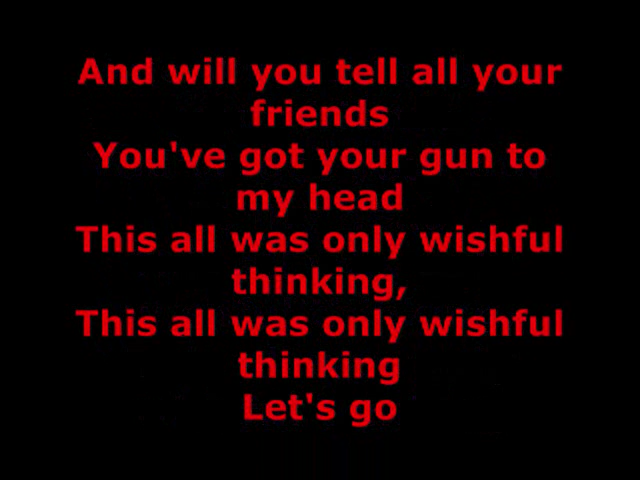 And will you tell all your
friends
You've got your gun to
my head
This all was only wishful
thinking,
This all was only wishful
thinking
Let's go